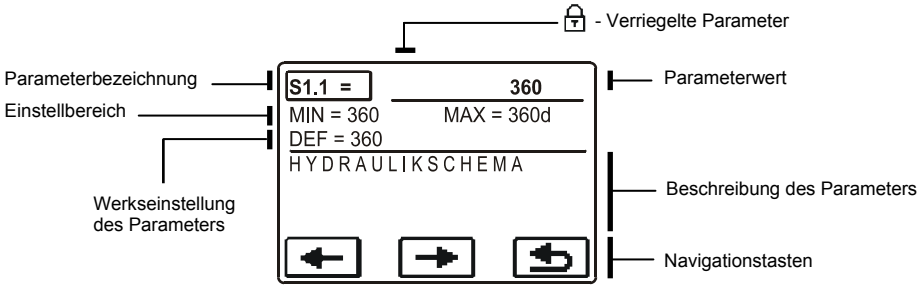 - Verriegelte Parameter
Parameterbezeichnung
S1.1 =
360
Parameterwert
Einstellbereich
MIN = 360
MAX = 360d
DEF = 360
HYDRAULIKSCHEMA
Werkseinstellung
des Parameters
Beschreibung des Parameters
Navigationstasten